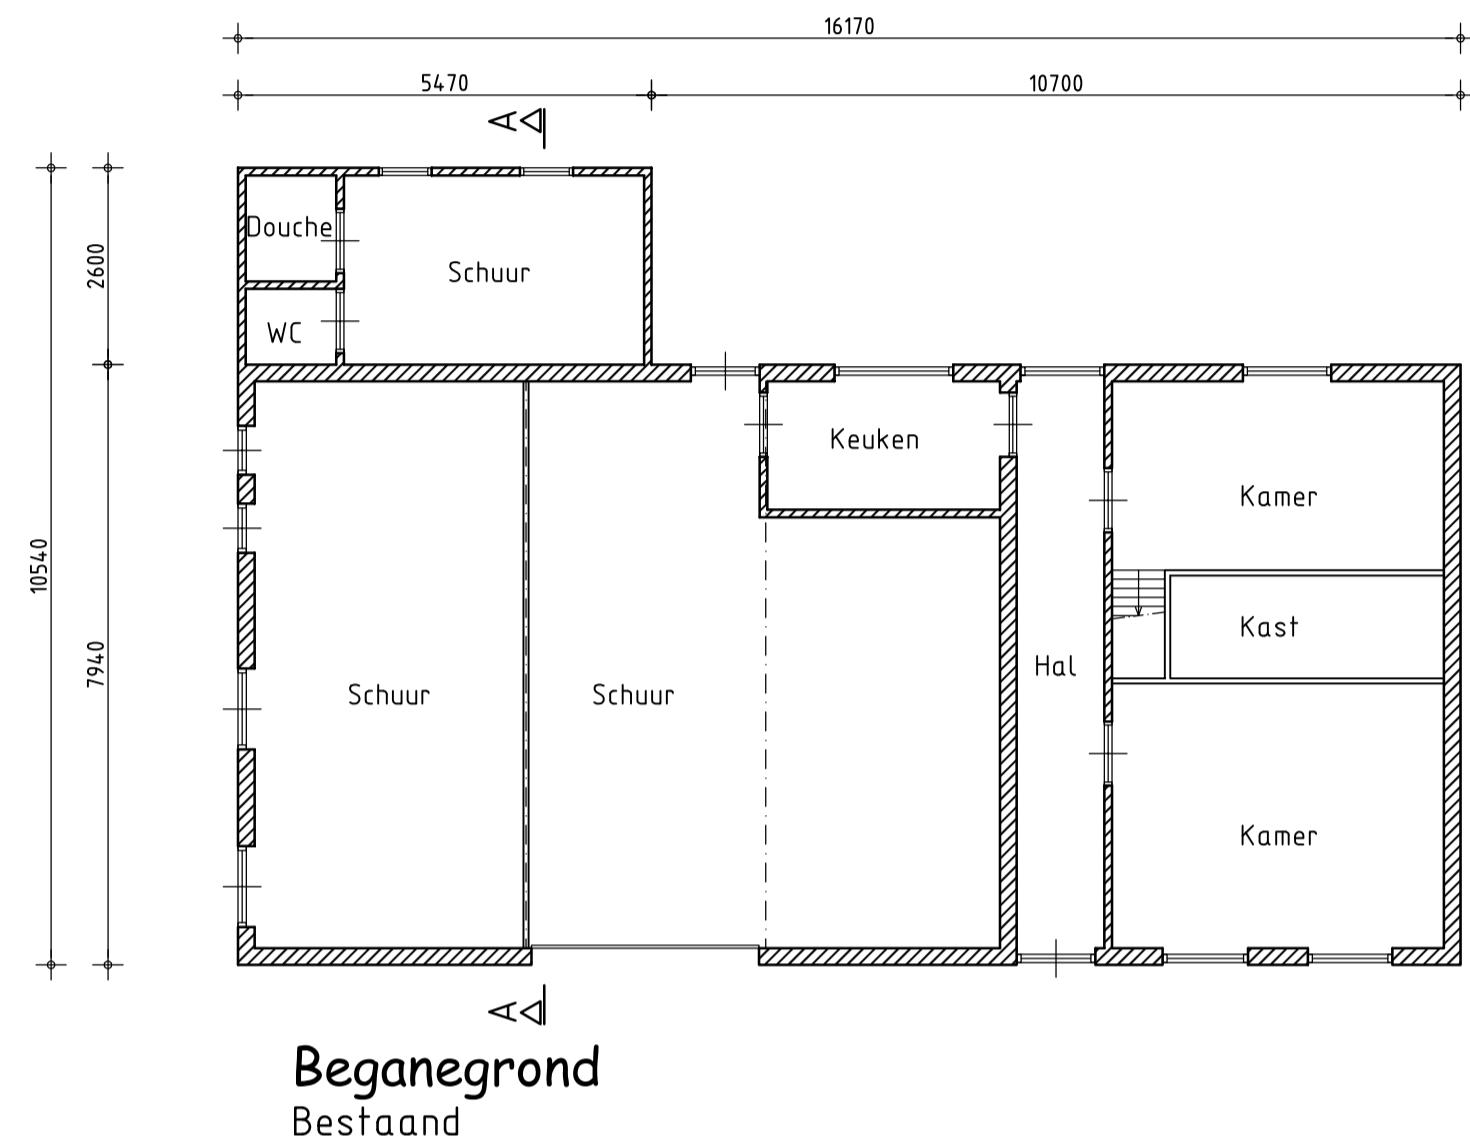 16170
5470
10700
A
2600
Douche
Schuur
WC
Keuken
Kamer
10540
Kast
7940
Hal
Schuur
Schuur
Kamer
A
Beganegrond
Bestaand